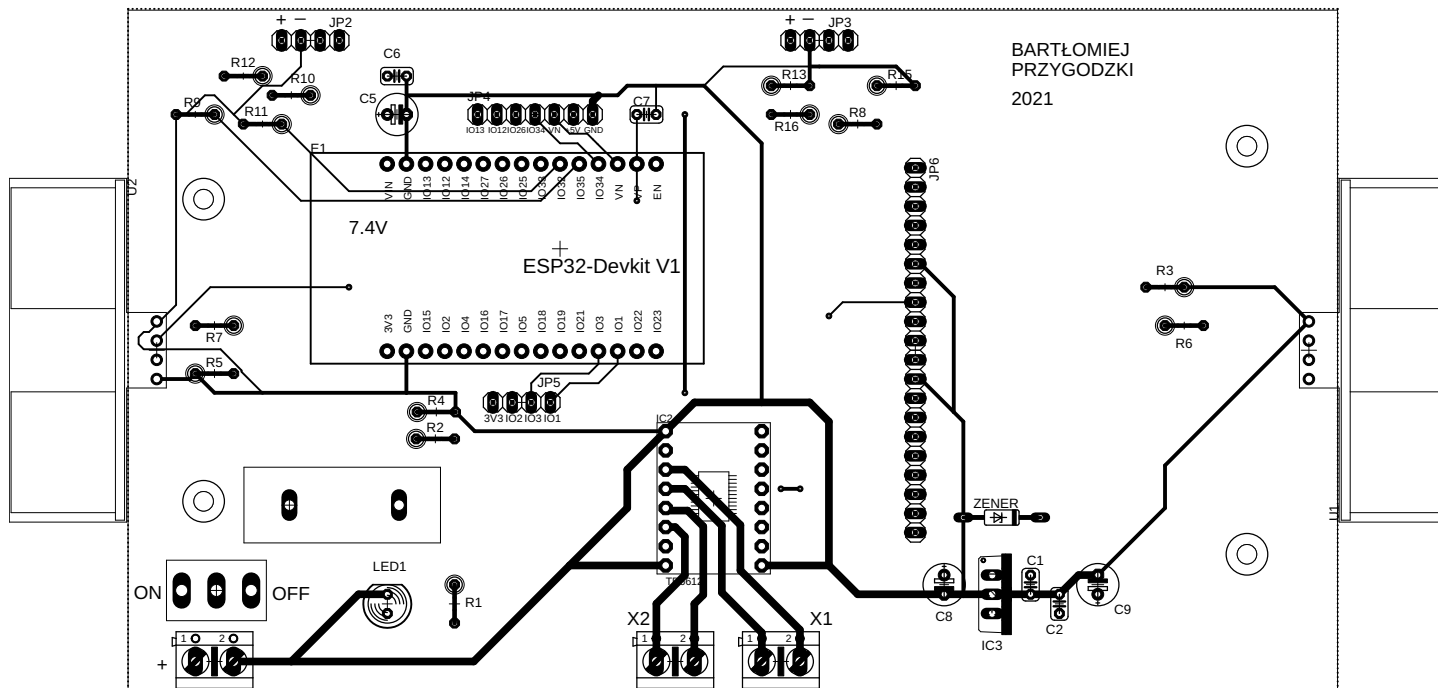 + − JP2
+ − JP3
BARTŁOMIEJ
PRZYGODZKI
2021
C6
R12
R10
R13
R15
C5
JP4
C7
R9
R11
R16
R8
IO13 IO12 IO26 IO34 VN +5V GND
E1
JP6
U2
VIN GND IO13 IO12 IO14 IO27 IO26 IO25 IO33 IO32 IO35 IO34 VN VP EN
7.4V
ESP32-Devkit V1
R3
3V3 GND IO15 IO2 IO4 IO16 IO17 IO5 IO18 IO19 IO21 IO3 IO1 IO22 IO23
R7
R6
R5
JP5
R4
3V3 IO2 IO3 IO1
IC2
R2
ZENER
U1
LED1
C1
ON OFF
R1
C8
C2
C9
X2
X1
IC3
1 2
1 2
1 2
+